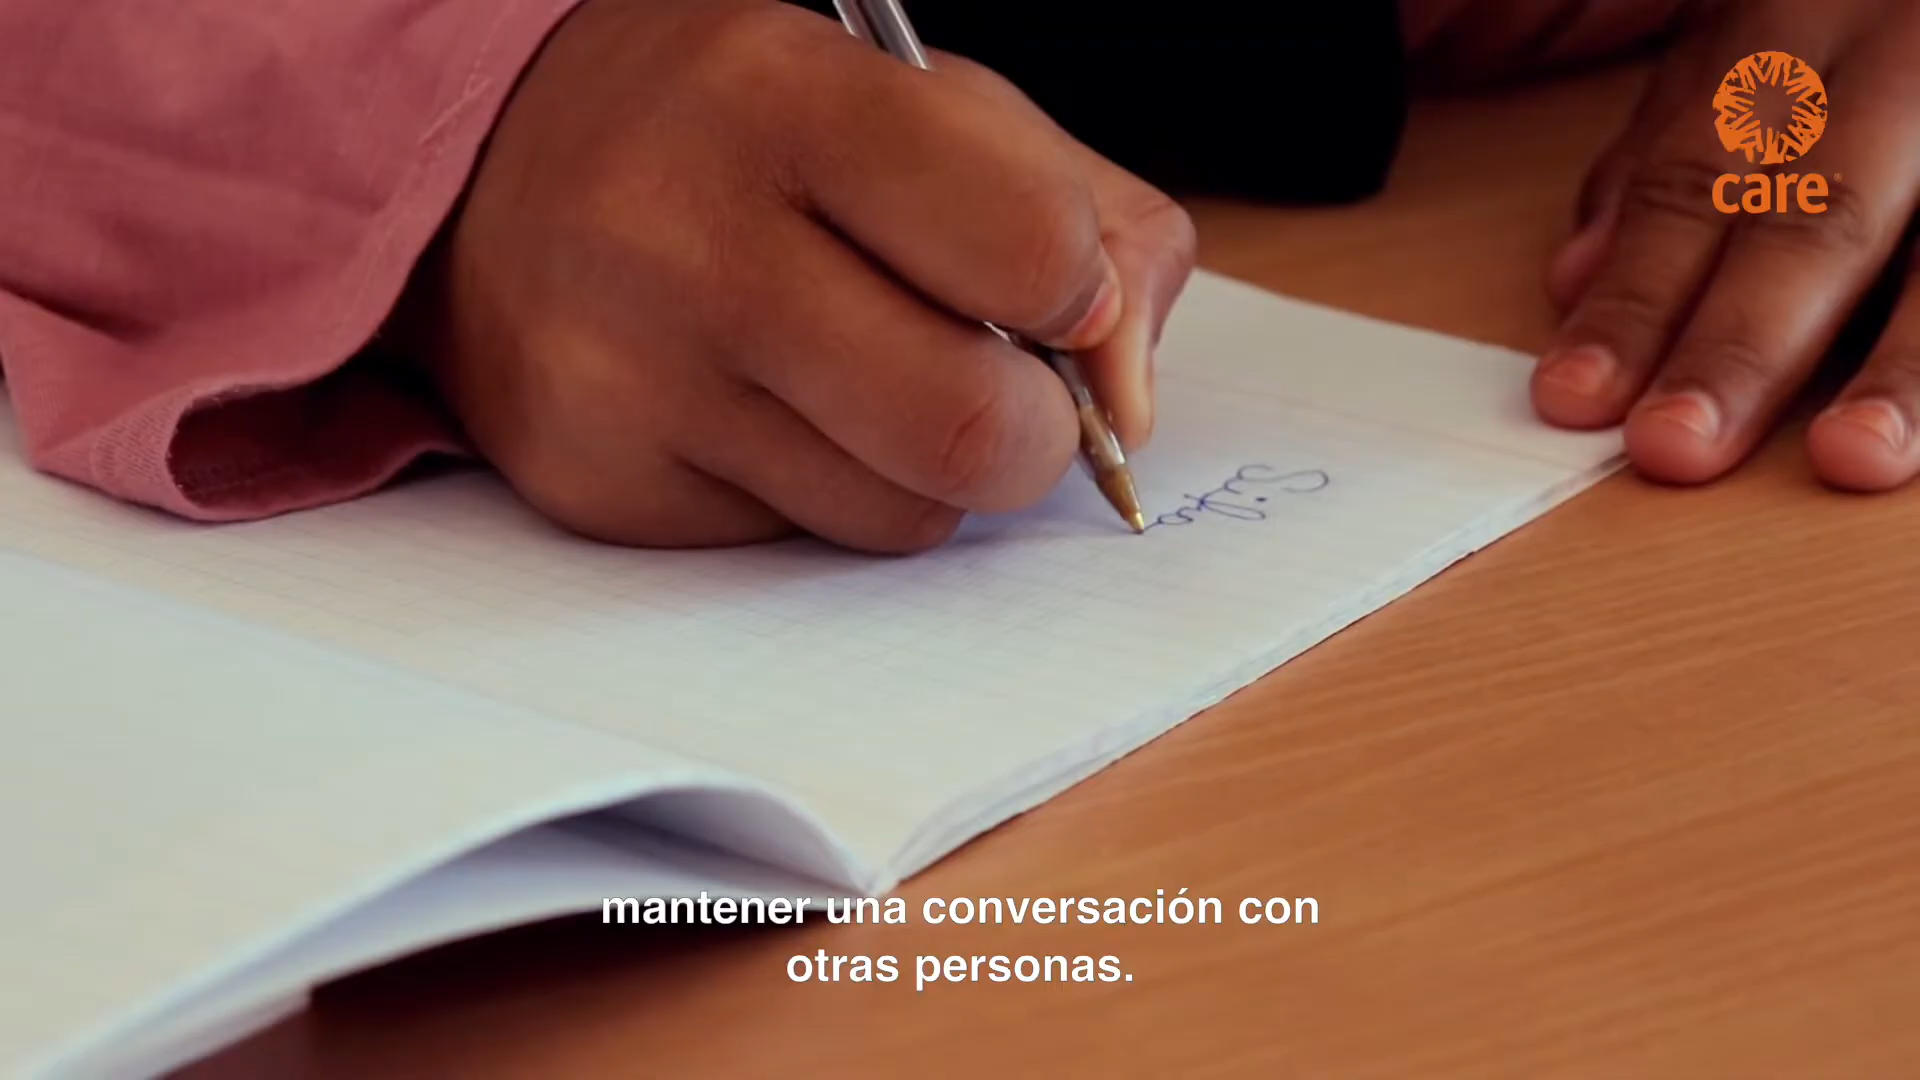 care
mantener una conversación con
otras personas.